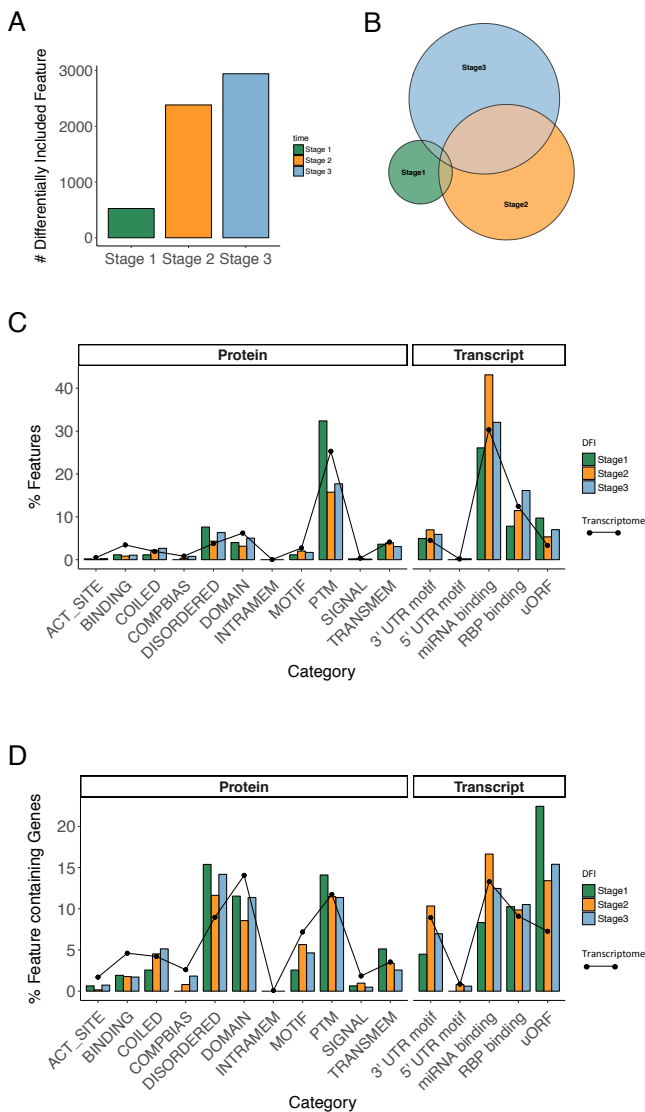 A
# Differentially Included Feature
3000
2000
1000
0
Stage 1
Stage 2
Stage 3
time
Stage 1
Stage 2
Stage 3
B
Stage3
Stage1
Stage2
C
Protein
Transcript
% Features
40
30
20
10
0
ACT_SITE
BINDING
COILED
COMPBIAS
DISORDERED
DOMAIN
INTRAMEM
MOTIF
PTM
SIGNAL
TRANSMEM
3' UTR motif
5' UTR motif
miRNA binding
RBP binding
uORF
Category
DFI
Stage1
Stage2
Stage3
Transcriptome
D
Protein
Transcript
% Feature containing Genes
20
15
10
5
0
ACT_SITE
BINDING
COILED
COMPBIAS
DISORDERED
DOMAIN
INTRAMEM
MOTIF
PTM
SIGNAL
TRANSMEM
3' UTR motif
5' UTR motif
miRNA binding
RBP binding
uORF
Category
DFI
Stage1
Stage2
Stage3
Transcriptome